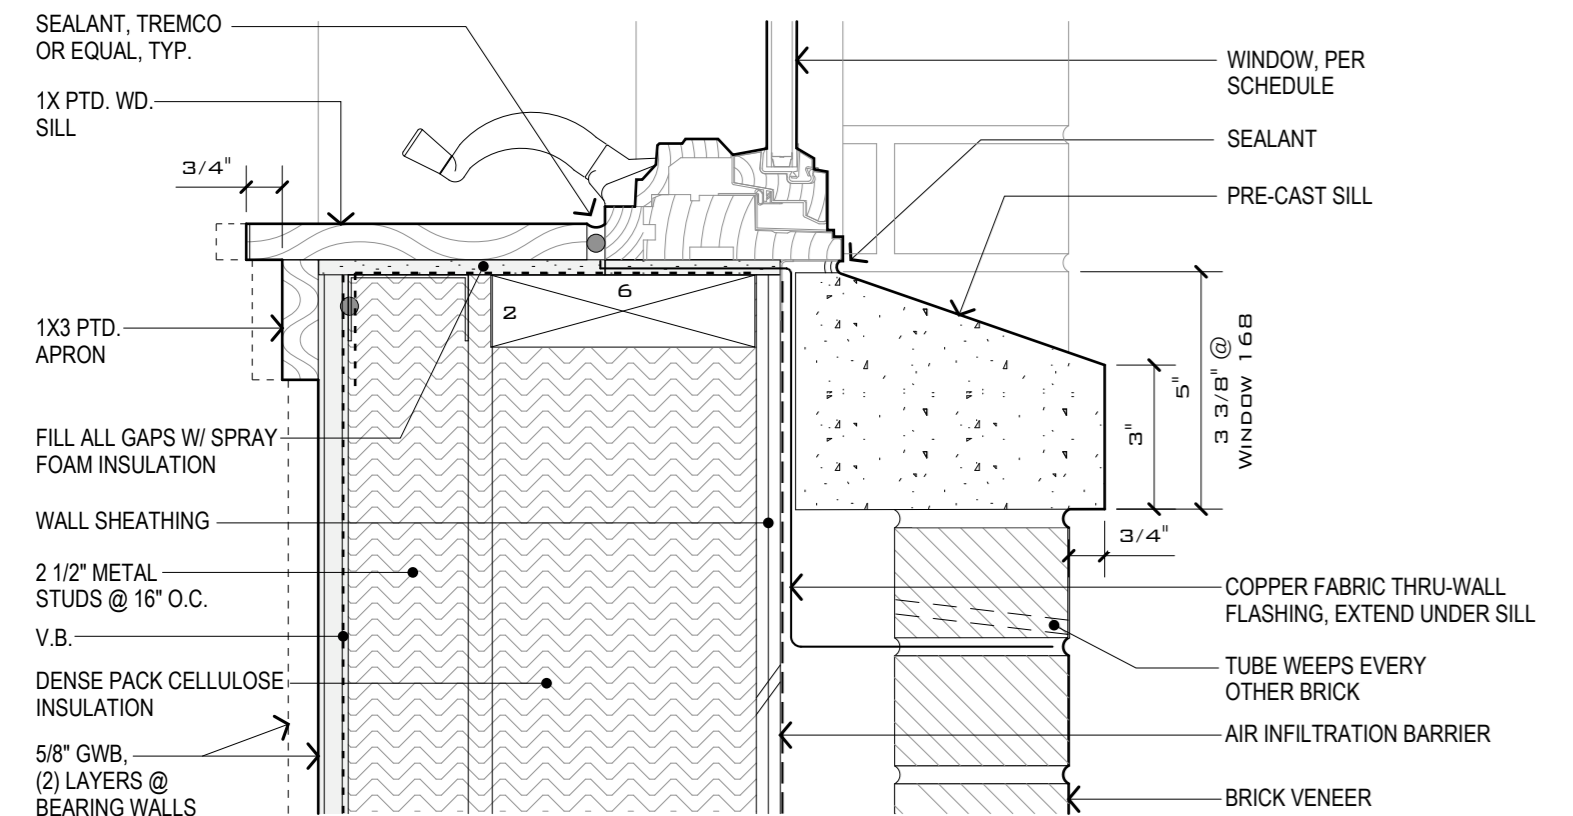 SEALANT, TREMCO
OR EQUAL, TYP.
1X PTD. WD.
SILL
3/4"
1X3 PTD.
APRON
FILL ALL GAPS W/ SPRAY
FOAM INSULATION
WALL SHEATHING
2 1/2" METAL
STUDS @ 16" O.C.
V.B.
DENSE PACK CELLULOSE
INSULATION
5/8" GWB,
(2) LAYERS @
BEARING WALLS
2
6
WINDOW, PER
SCHEDULE
SEALANT
PRE-CAST SILL
3"
5"
3 3/8" @
WINDOW 168
3/4"
COPPER FABRIC THRU-WALL
FLASHING, EXTEND UNDER SILL
TUBE WEEPS EVERY
OTHER BRICK
AIR INFILTRATION BARRIER
BRICK VENEER